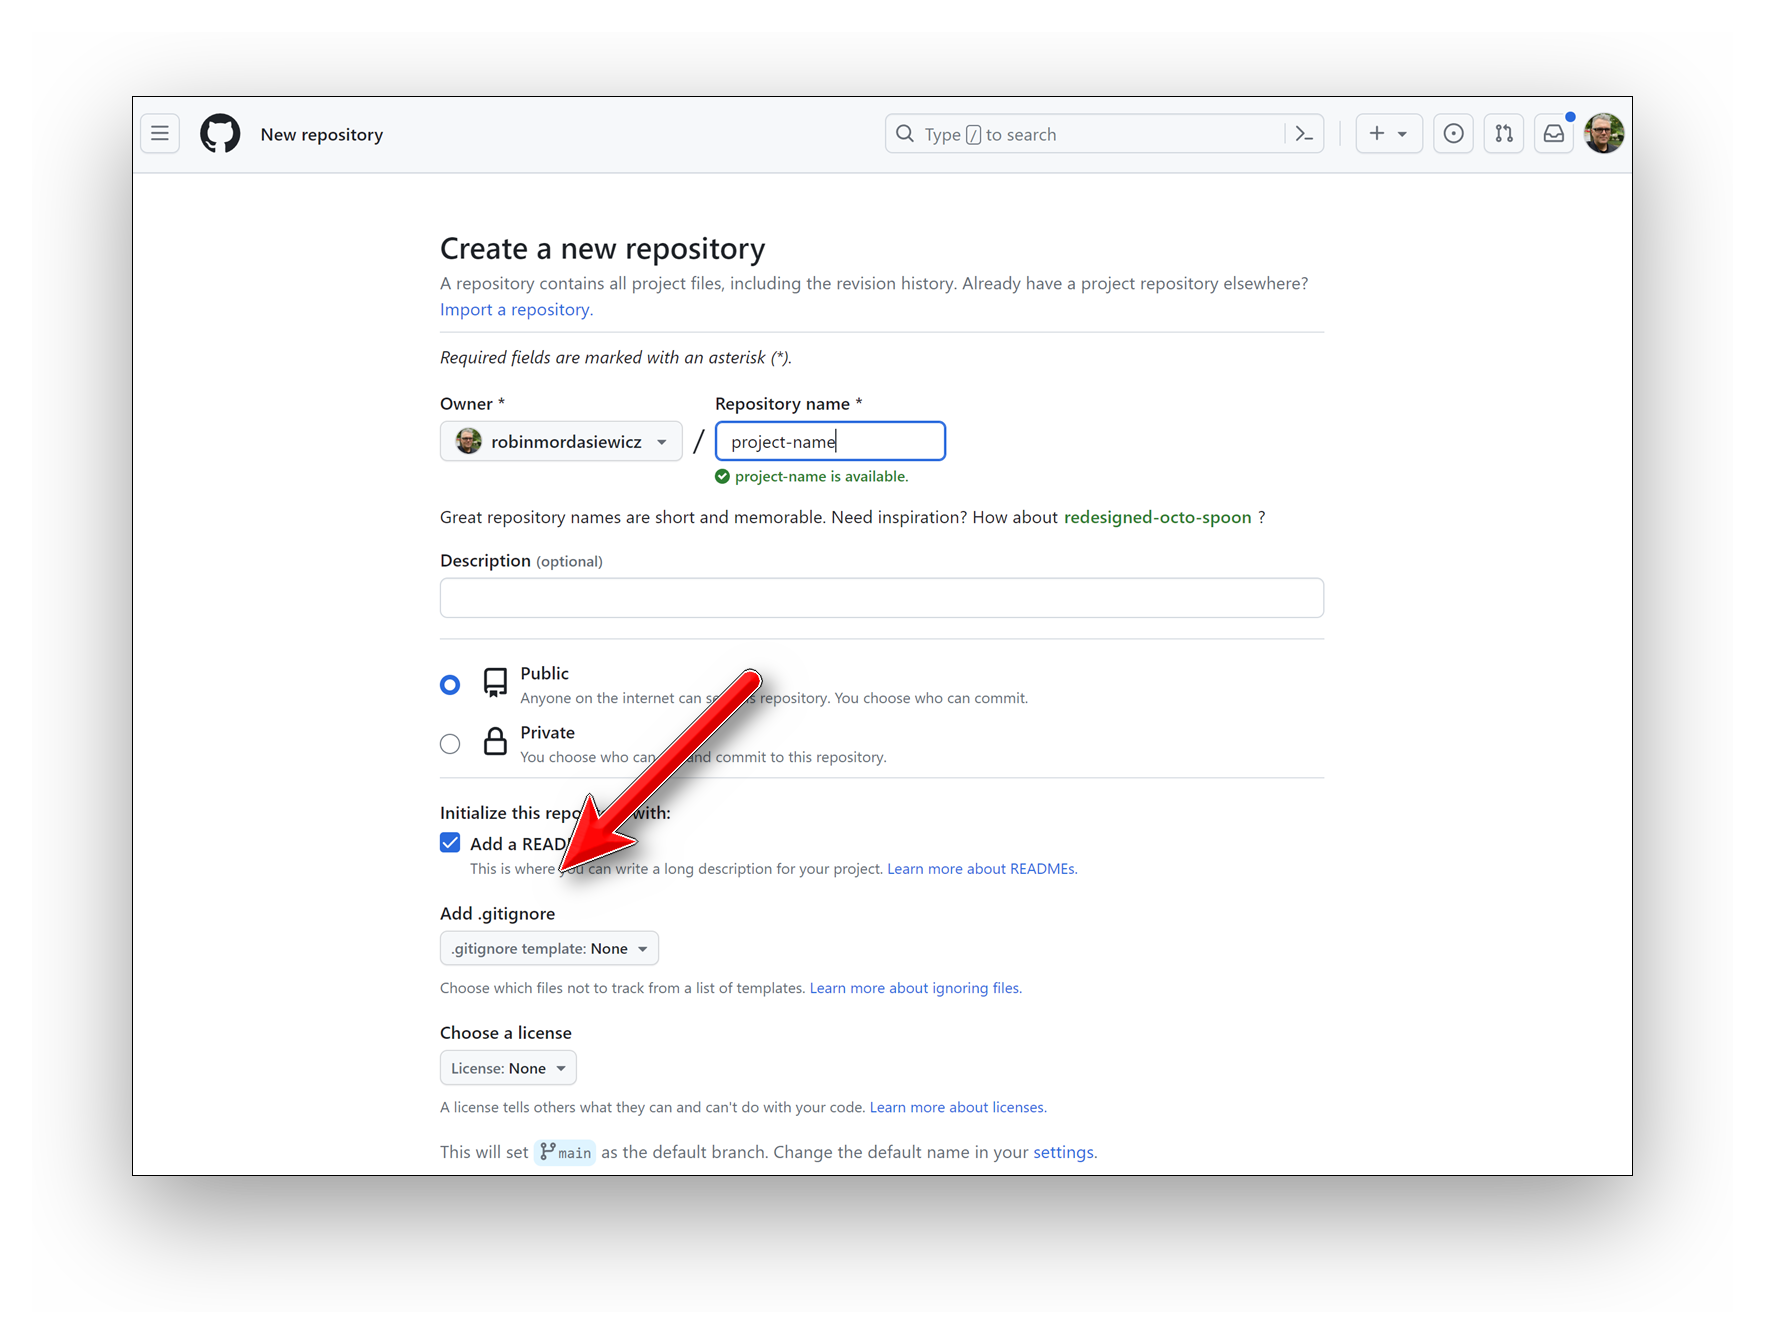 New repository
Type / to search
Create a new repository
A repository contains all project files, including the revision history. Already have a project repository elsewhere?
Import a repository.
Required fields are marked with an asterisk (*).
Owner *
Repository name *
robinmordasiewicz / project-name
project-name is available.
Great repository names are short and memorable. Need inspiration? How about redesigned-octo-spoon ?
Description (optional)
Public
Anyone on the internet can repository. You choose who can commit.
Private
You choose who can and commit to this repository.
Initialize this with:
Add a
This is where you can write a long description for your project. Learn more about READMEs.
Add .gitignore
.gitignore template: None
Choose which files not to track from a list of templates. Learn more about ignoring files.
Choose a license
License: None
A license tells others what they can and can't do with your code. Learn more about licenses.
This will set main as the default branch. Change the default name in your settings.